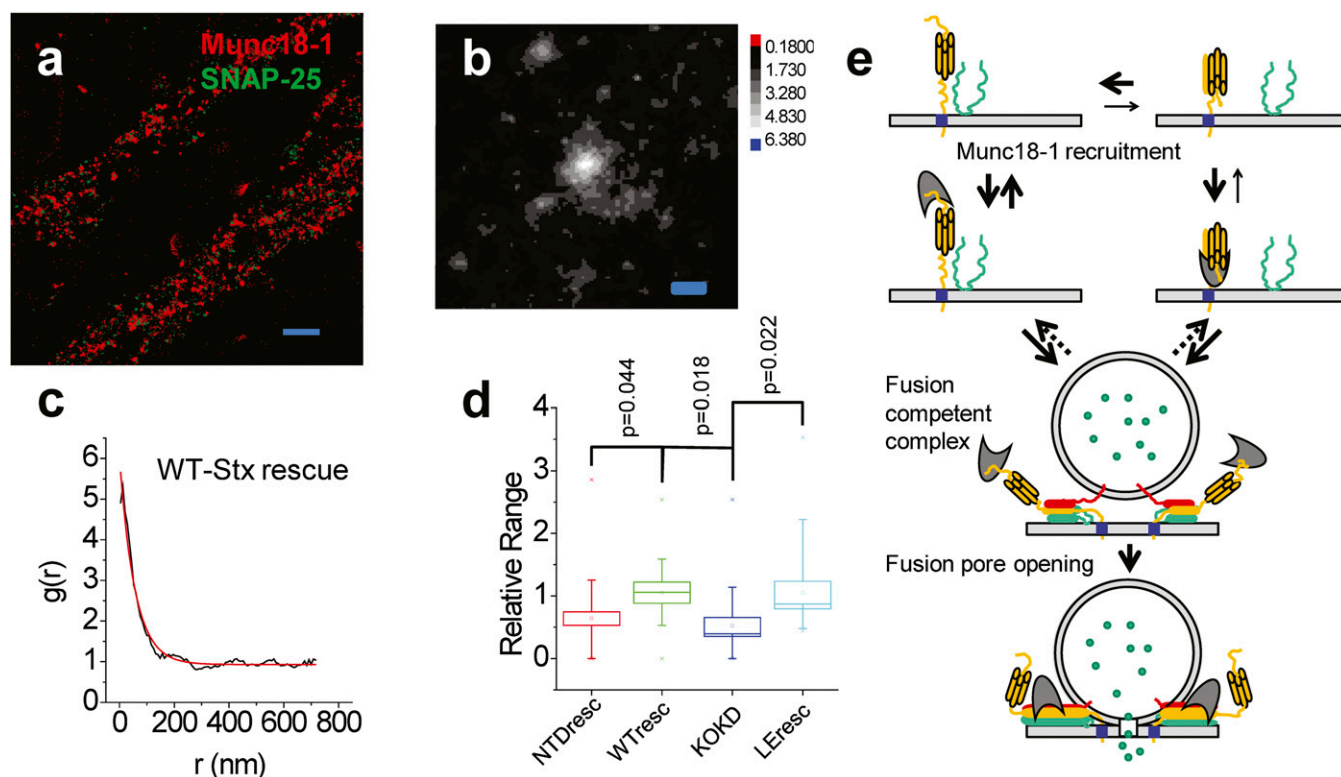 a
Munc18-1
SNAP-25
b
0.1800
1.730
3.280
4.830
6.380
c
6
5
4
3
2
1
0
g(r)
WT-Stx rescue
0 200 400 600 800
r (nm)
d
p=0.044
p=0.018
p=0.022
4
3
2
1
0
Relative Range
NTDresc
WTresc
KOKD
LEresc
e
Munc18-1 recruitment
Fusion
competent
complex
Fusion pore opening